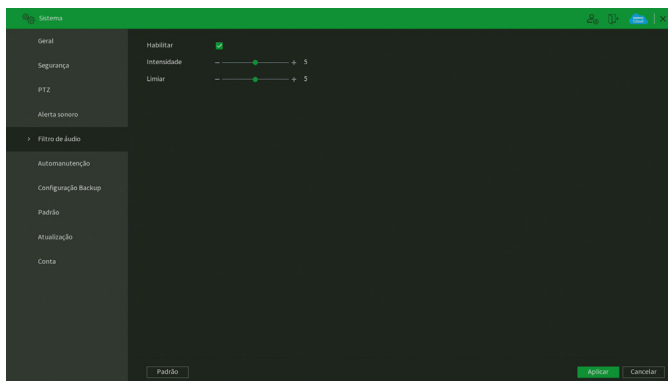 Sistema
Geral
Segurança
PTZ
Alerta sonoro
> Filtro de áudio
Automanutenção
Configuração Backup
Padrão
Atualização
Conta
Habilitar
Intensidade - + 5
Limiar - + 5
Padrão
Aplicar
Cancelar